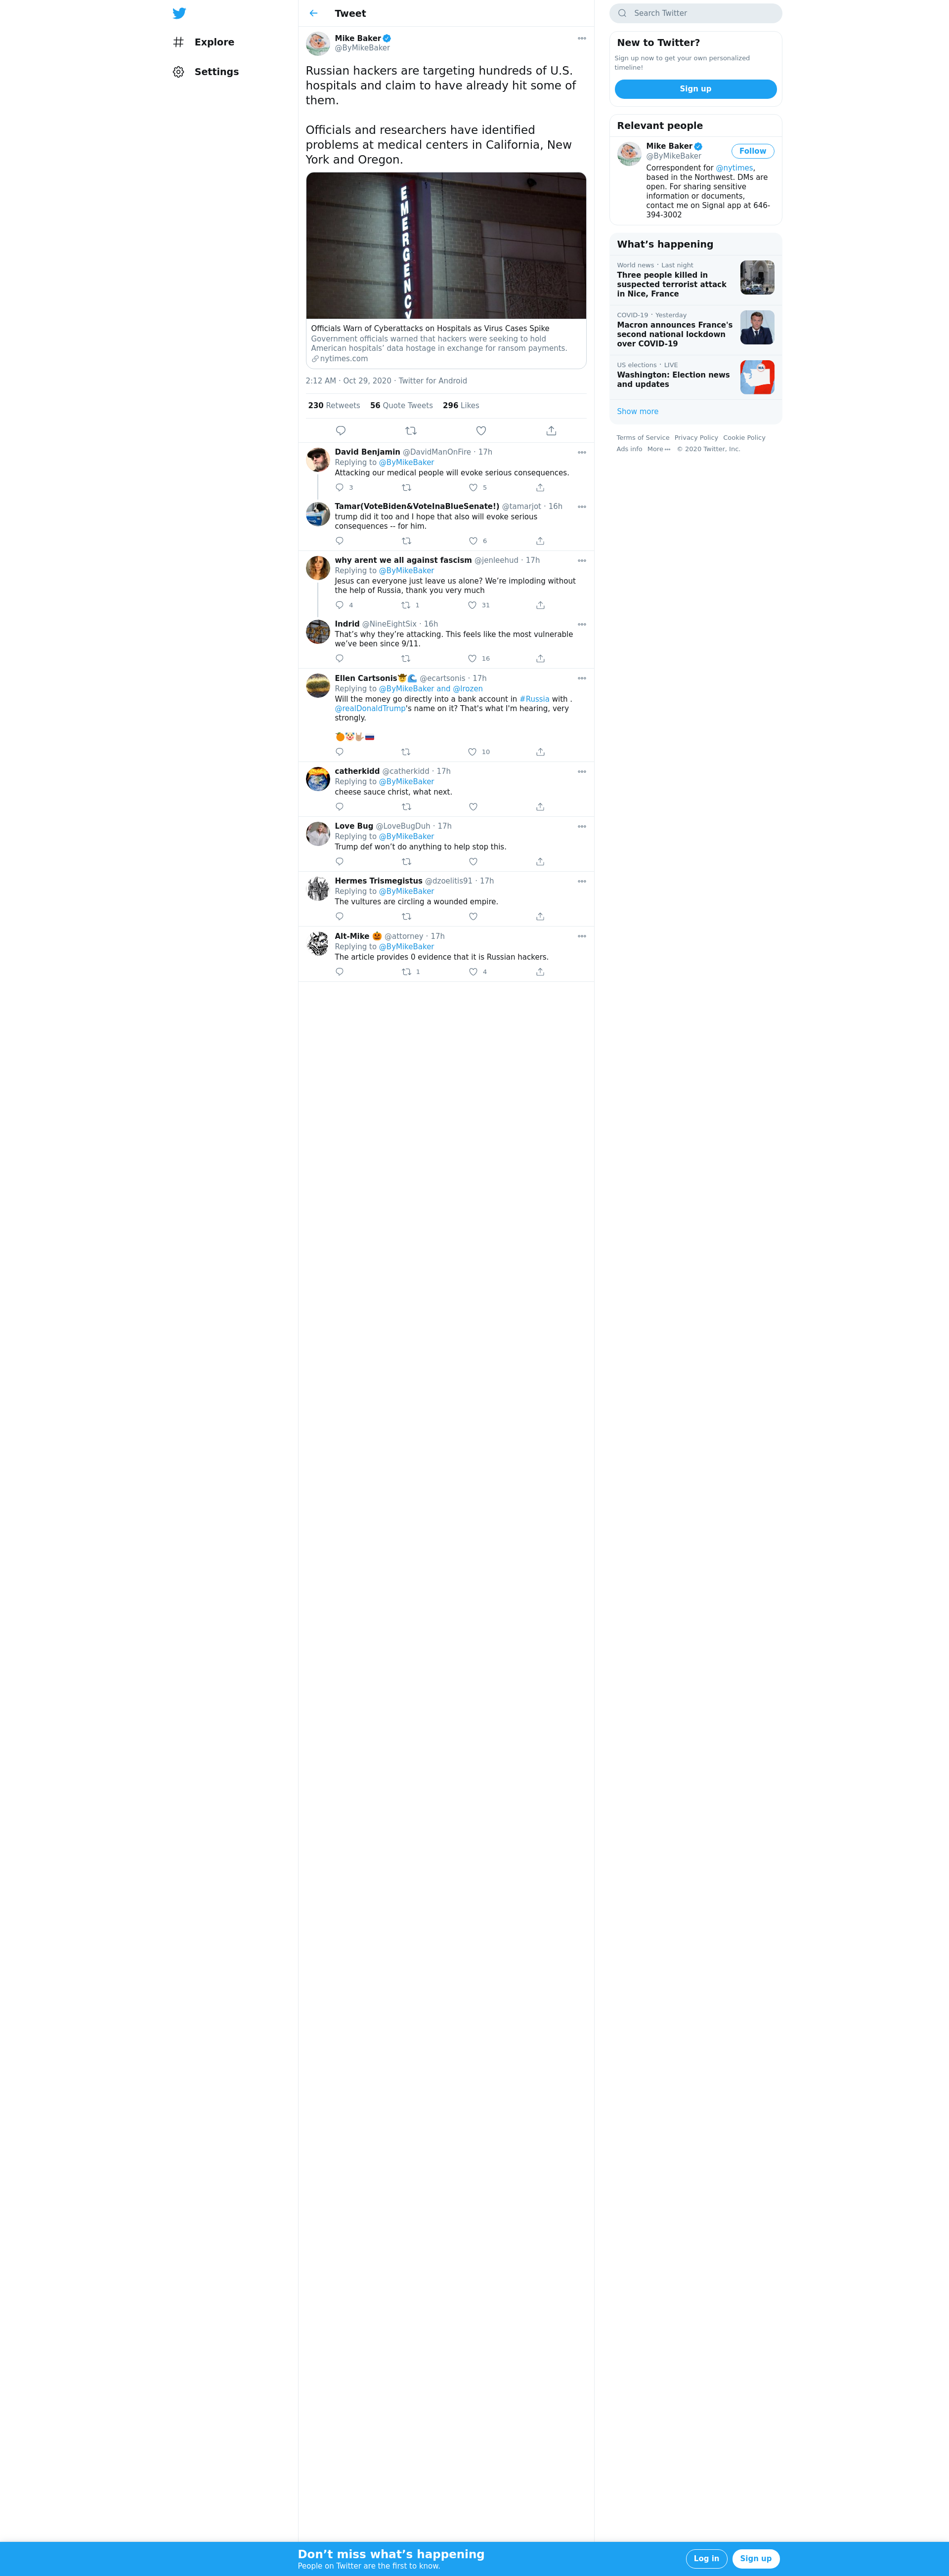 Explore
Settings
Tweet
Mike Baker
@ByMikeBaker
Russian hackers are targeting hundreds of U.S.
hospitals and claim to have already hit some of
them.
Officials and researchers have identified
problems at medical centers in California, New
York and Oregon.
EMERGENCY
Officials Warn of Cyberattacks on Hospitals as Virus Cases Spike
Government officials warned that hackers were seeking to hold
American hospitals’ data hostage in exchange for ransom payments.
nytimes.com
2:12 AM · Oct 29, 2020 · Twitter for Android
230 Retweets 56 Quote Tweets 296 Likes
David Benjamin @DavidManOnFire · 17h
Replying to @ByMikeBaker
Attacking our medical people will evoke serious consequences.
3 5
Tamar(VoteBiden&VoteInaBlueSenate!) @tamarjot · 16h
trump did it too and I hope that also will evoke serious
consequences -- for him.
6
why arent we all against fascism @jenleehud · 17h
Replying to @ByMikeBaker
Jesus can everyone just leave us alone? We’re imploding without
the help of Russia, thank you very much
4 1 31
Indrid @NineEightSix · 16h
That’s why they’re attacking. This feels like the most vulnerable
we’ve been since 9/11.
16
Ellen Cartsonis🤠🌊 @ecartsonis · 17h
Replying to @ByMikeBaker and @lrozen
Will the money go directly into a bank account in #Russia with .
@realDonaldTrump's name on it? That's what I'm hearing, very
strongly.
10
catherkidd @catherkidd · 17h
Replying to @ByMikeBaker
cheese sauce christ, what next.
Love Bug @LoveBugDuh · 17h
Replying to @ByMikeBaker
Trump def won’t do anything to help stop this.
Hermes Trismegistus @dzoelitis91 · 17h
Replying to @ByMikeBaker
The vultures are circling a wounded empire.
Alt-Mike 🎃 @attorney · 17h
Replying to @ByMikeBaker
The article provides 0 evidence that it is Russian hackers.
1 4
Search Twitter
New to Twitter?
Sign up now to get your own personalized
timeline!
Sign up
Relevant people
Mike Baker
@ByMikeBaker
Follow
Correspondent for @nytimes,
based in the Northwest. DMs are
open. For sharing sensitive
information or documents,
contact me on Signal app at 646-
394-3002
What’s happening
World news · Last night
Three people killed in
suspected terrorist attack
in Nice, France
COVID-19 · Yesterday
Macron announces France's
second national lockdown
over COVID-19
US elections · LIVE
Washington: Election news
and updates
Show more
Terms of Service Privacy Policy Cookie Policy
Ads info More © 2020 Twitter, Inc.
Don’t miss what’s happening
People on Twitter are the first to know.
Log in
Sign up